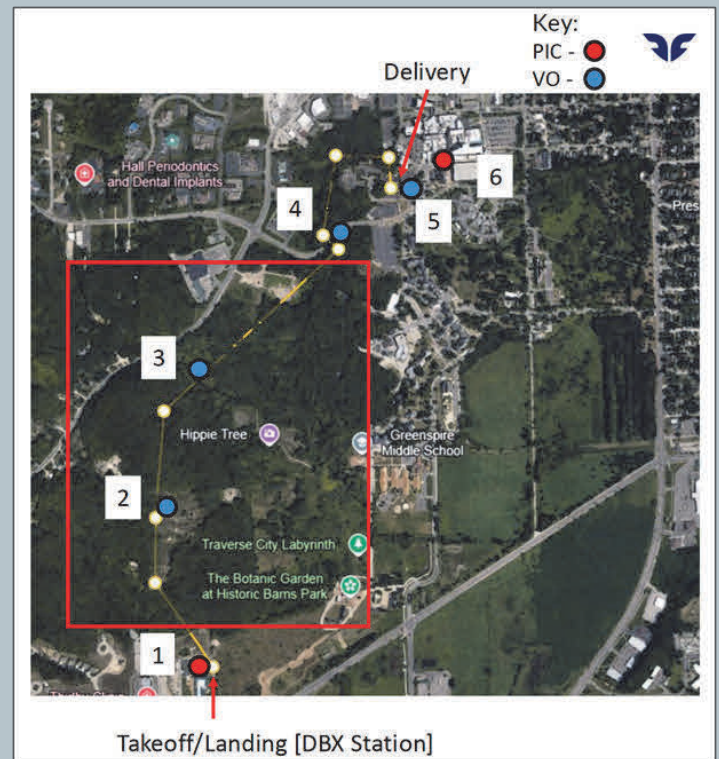 Key:
PIC -
VO -
Delivery
Hall Periodontics
and Dental Implants
6
4
5
Pres
3
Hippie Tree
Greenspire
Middle School
2
Traverse City Labyrinth
The Botanic Garden
at Historic Barns Park
1
Takeoff/Landing [DBX Station]